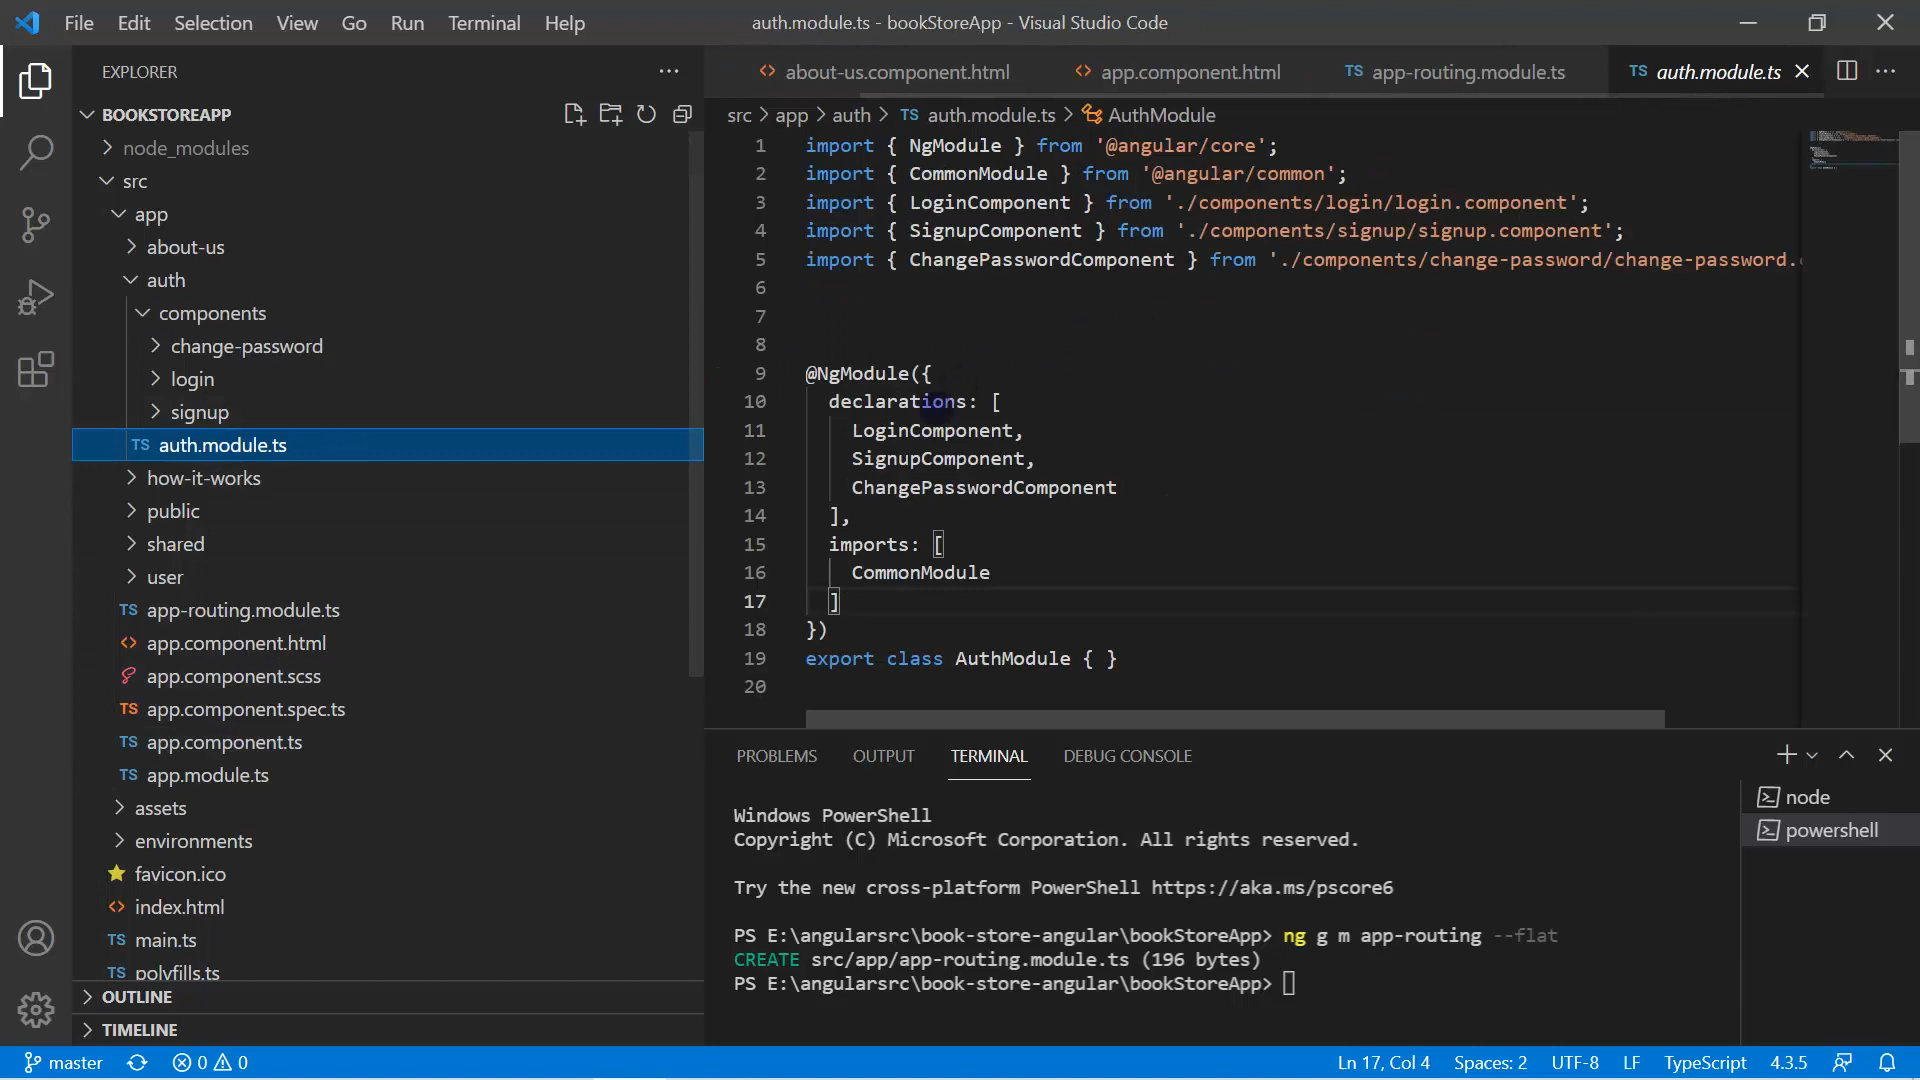 File Edit Selection View Go Run Terminal Help
auth.module.ts - bookStoreApp - Visual Studio Code
EXPLORER
BOOKSTOREAPP
node_modules
src
app
about-us
auth
components
change-password
login
signup
TS auth.module.ts
how-it-works
public
shared
user
TS app-routing.module.ts
<> app.component.html
app.component.scss
TS app.component.spec.ts
TS app.component.ts
TS app.module.ts
assets
environments
favicon.ico
<> index.html
TS main.ts
TS polyfills.ts
OUTLINE
TIMELINE
<> about-us.component.html <> app.component.html TS app-routing.module.ts TS auth.module.ts
src > app > auth > TS auth.module.ts > AuthModule
1 import { NgModule } from '@angular/core';
2 import { CommonModule } from '@angular/common';
3 import { LoginComponent } from './components/login/login.component';
4 import { SignupComponent } from './components/signup/signup.component';
5 import { ChangePasswordComponent } from './components/change-password/change-password.
6
7
8
9 @NgModule({
10 declarations: [
11 LoginComponent,
12 SignupComponent,
13 ChangePasswordComponent
14 ],
15 imports: [
16 CommonModule
17 ]
18 })
19 export class AuthModule { }
20
PROBLEMS OUTPUT TERMINAL DEBUG CONSOLE
node
powershell
Windows PowerShell
Copyright (C) Microsoft Corporation. All rights reserved.
Try the new cross-platform PowerShell https://aka.ms/pscore6
PS E:\angularsrc\book-store-angular\bookStoreApp> ng g m app-routing --flat
CREATE src/app/app-routing.module.ts (196 bytes)
PS E:\angularsrc\book-store-angular\bookStoreApp>
master 0 0 Ln 17, Col 4 Spaces: 2 UTF-8 LF TypeScript 4.3.5